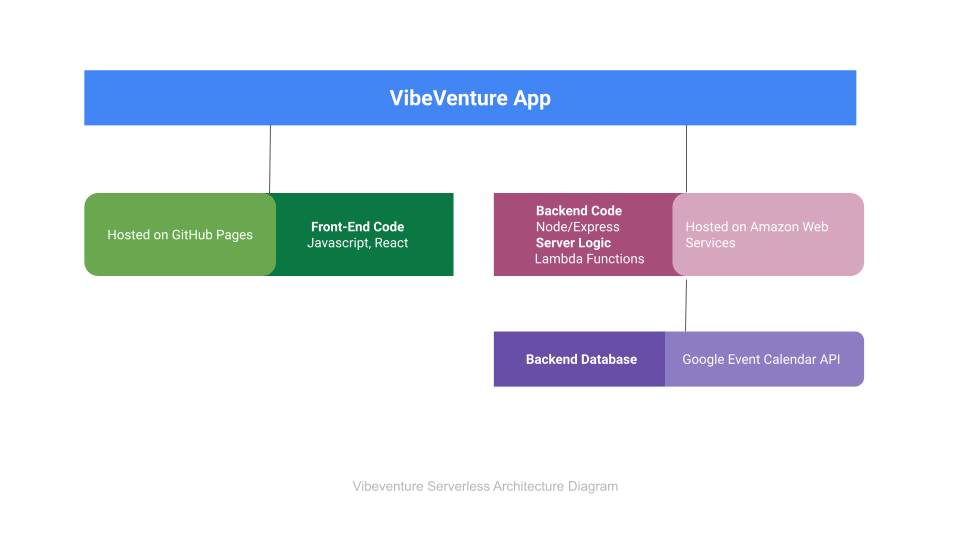 VibeVenture App
Hosted on GitHub Pages
Front-End Code
Javascript, React
Backend Code
Node/Express
Server Logic
Lambda Functions
Hosted on Amazon Web
Services
Backend Database
Google Event Calendar API
Vibeventure Serverless Architecture Diagram